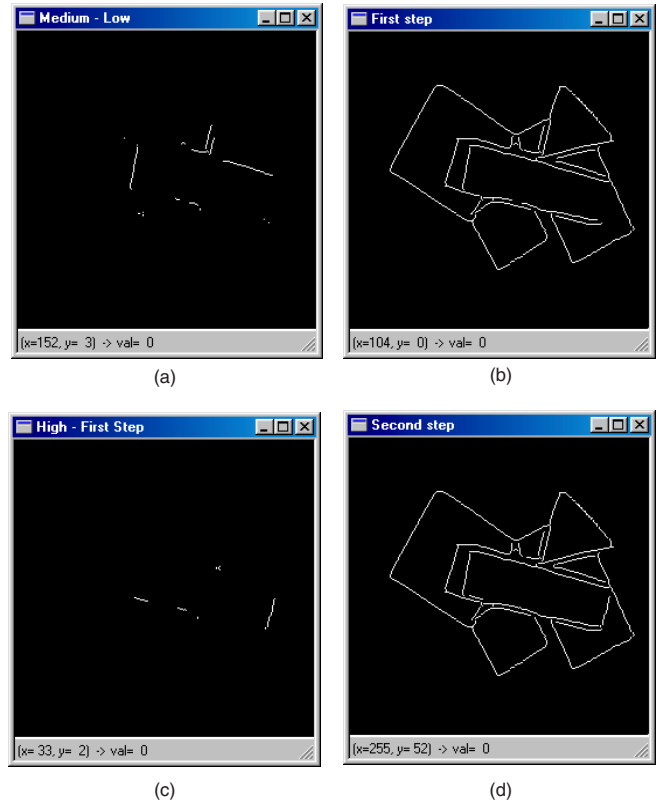 Medium - Low
First step
(x=152, y= 3) -> val= 0
(x=104, y= 0) -> val= 0
(a)
(b)
High - First Step
Second step
(x= 33, y= 2) -> val= 0
(x=255, y= 52) -> val= 0
(c)
(d)